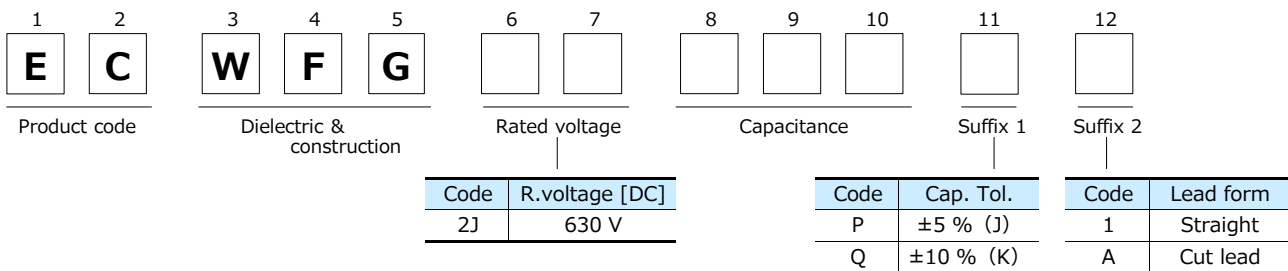 1 2 3 4 5 6 7 8 9 10 11 12
E C W F G
Product code Dielectric & construction Rated voltage Capacitance Suffix 1 Suffix 2
Code R.voltage [DC]
2J 630 V
Code Cap. Tol.
P ±5 % (J)
Q ±10 % (K)
Code Lead form
1 Straight
A Cut lead